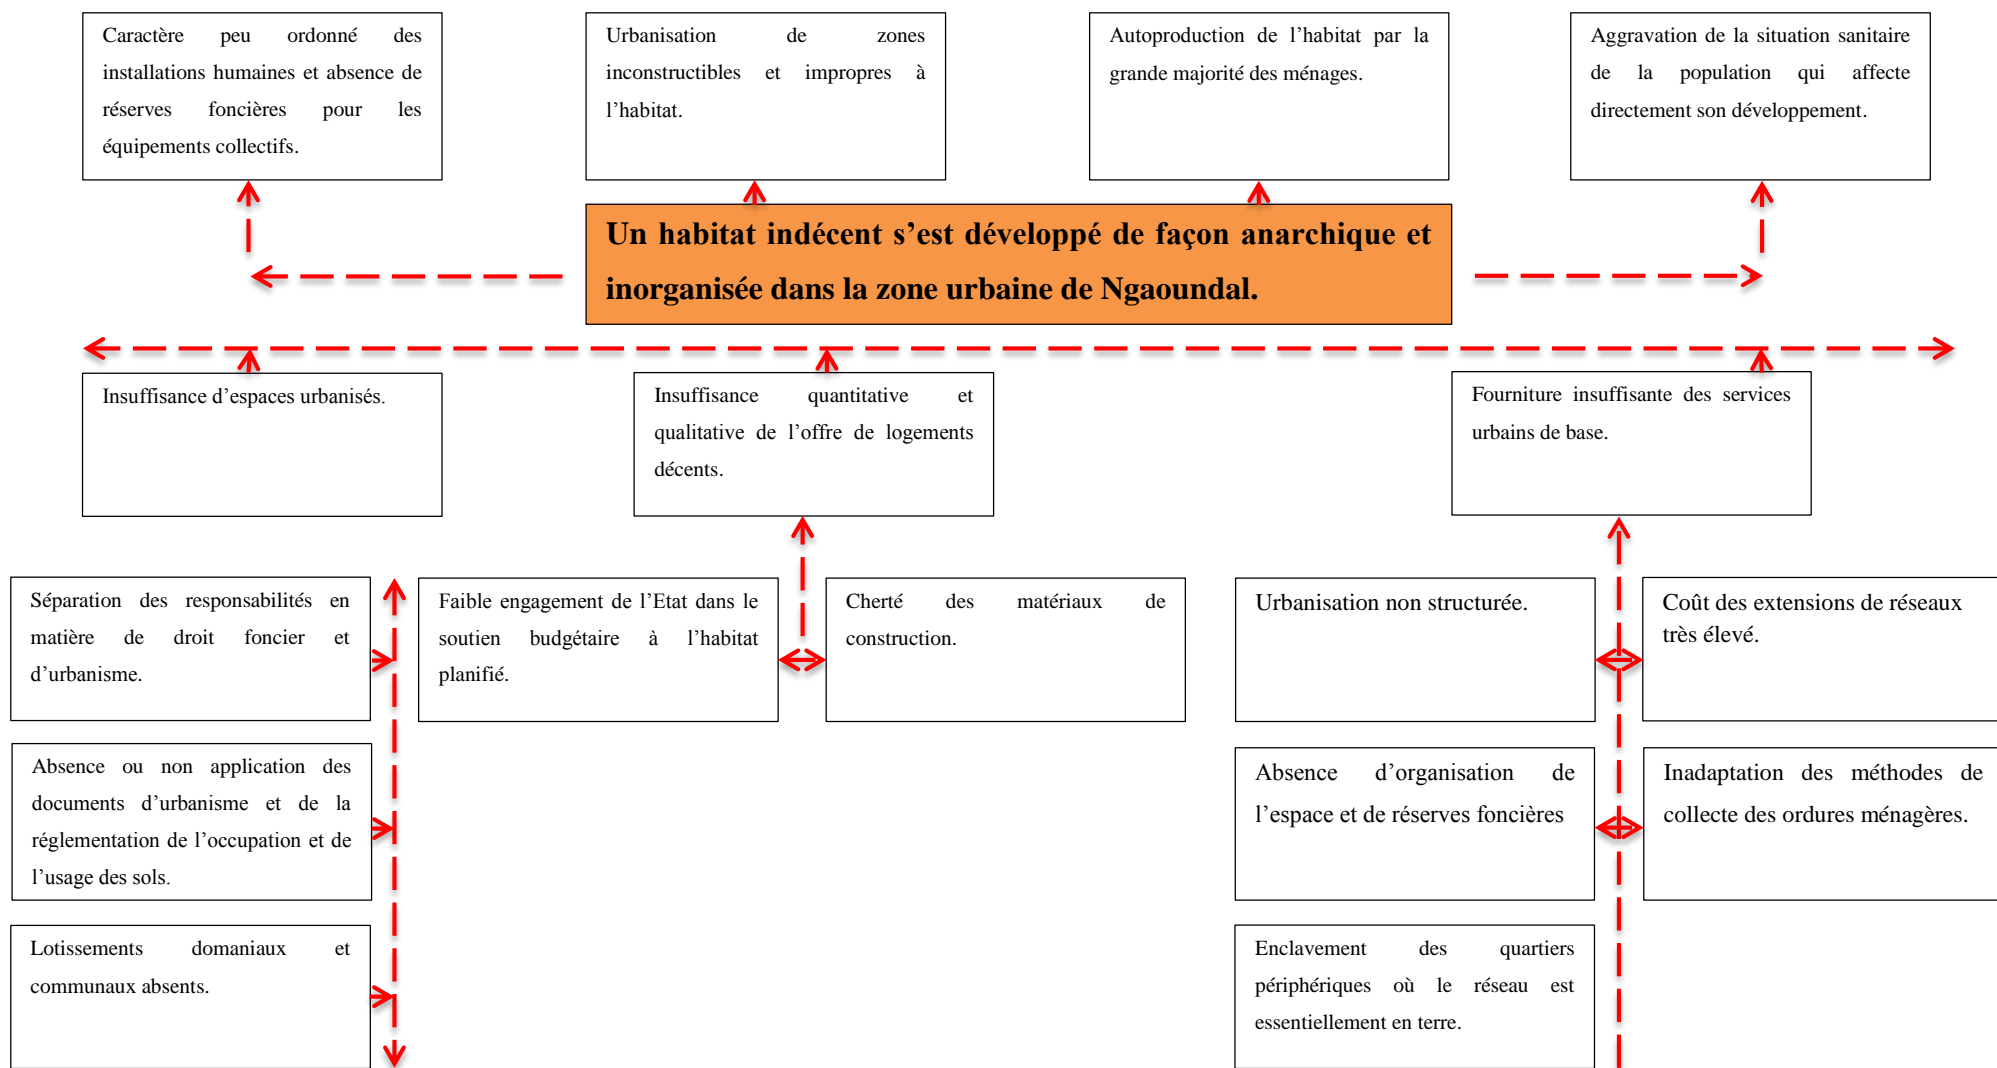 Caractère peu ordonné des
installations humaines et absence de
réserves foncières pour les
équipements collectifs.
Urbanisation de zones
inconstructibles et impropres à
l’habitat.
Autoproduction de l’habitat par la
grande majorité des ménages.
Aggravation de la situation sanitaire
de la population qui affecte
directement son développement.
Un habitat indécent s’est développé de façon anarchique et
inorganisée dans la zone urbaine de Ngaoundal.
Insuffisance d’espaces urbanisés.
Insuffisance quantitative et
qualitative de l’offre de logements
décents.
Fourniture insuffisante des services
urbains de base.
Séparation des responsabilités en
matière de droit foncier et
d’urbanisme.
Faible engagement de l’Etat dans le
soutien budgétaire à l’habitat
planifié.
Cherté des matériaux de
construction.
Urbanisation non structurée.
Coût des extensions de réseaux
très élevé.
Absence ou non application des
documents d’urbanisme et de la
réglementation de l’occupation et de
l’usage des sols.
Absence d’organisation de
l’espace et de réserves foncières
Inadaptation des méthodes de
collecte des ordures ménagères.
Lotissements domaniaux et
communaux absents.
Enclavement des quartiers
périphériques où le réseau est
essentiellement en terre.